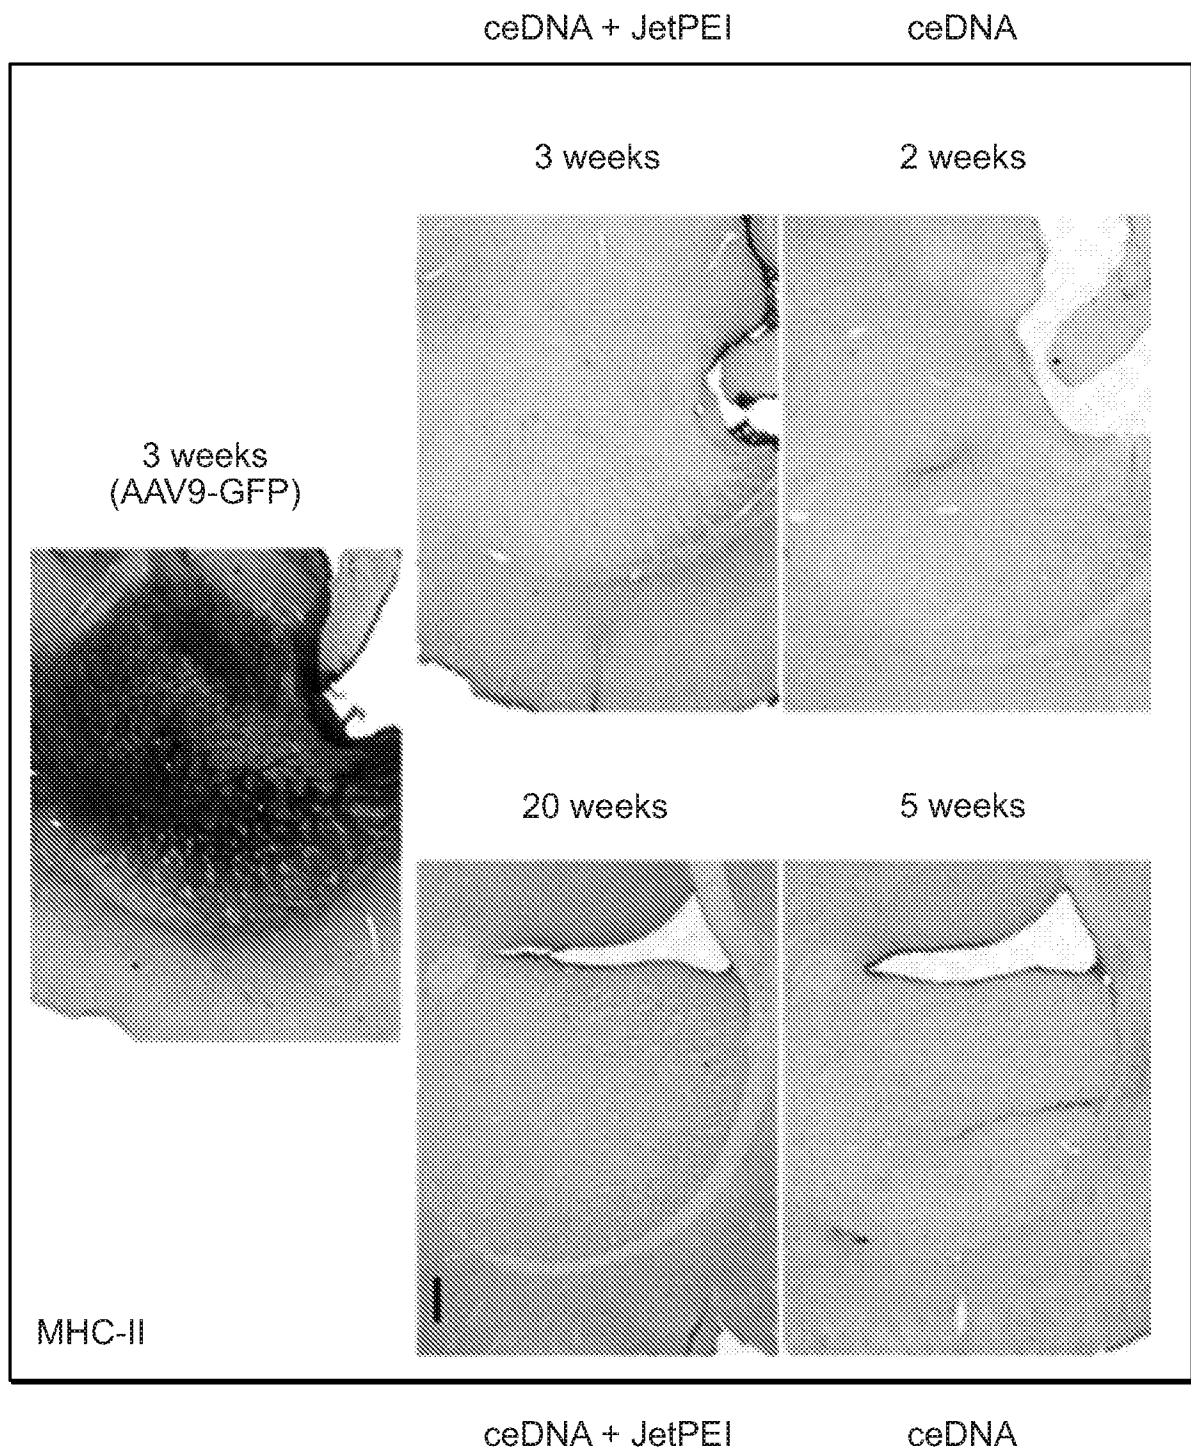 ceDNA + JetPEI ceDNA
3 weeks 2 weeks
3 weeks
(AAV9-GFP)
20 weeks 5 weeks
MHC-II
ceDNA + JetPEI ceDNA